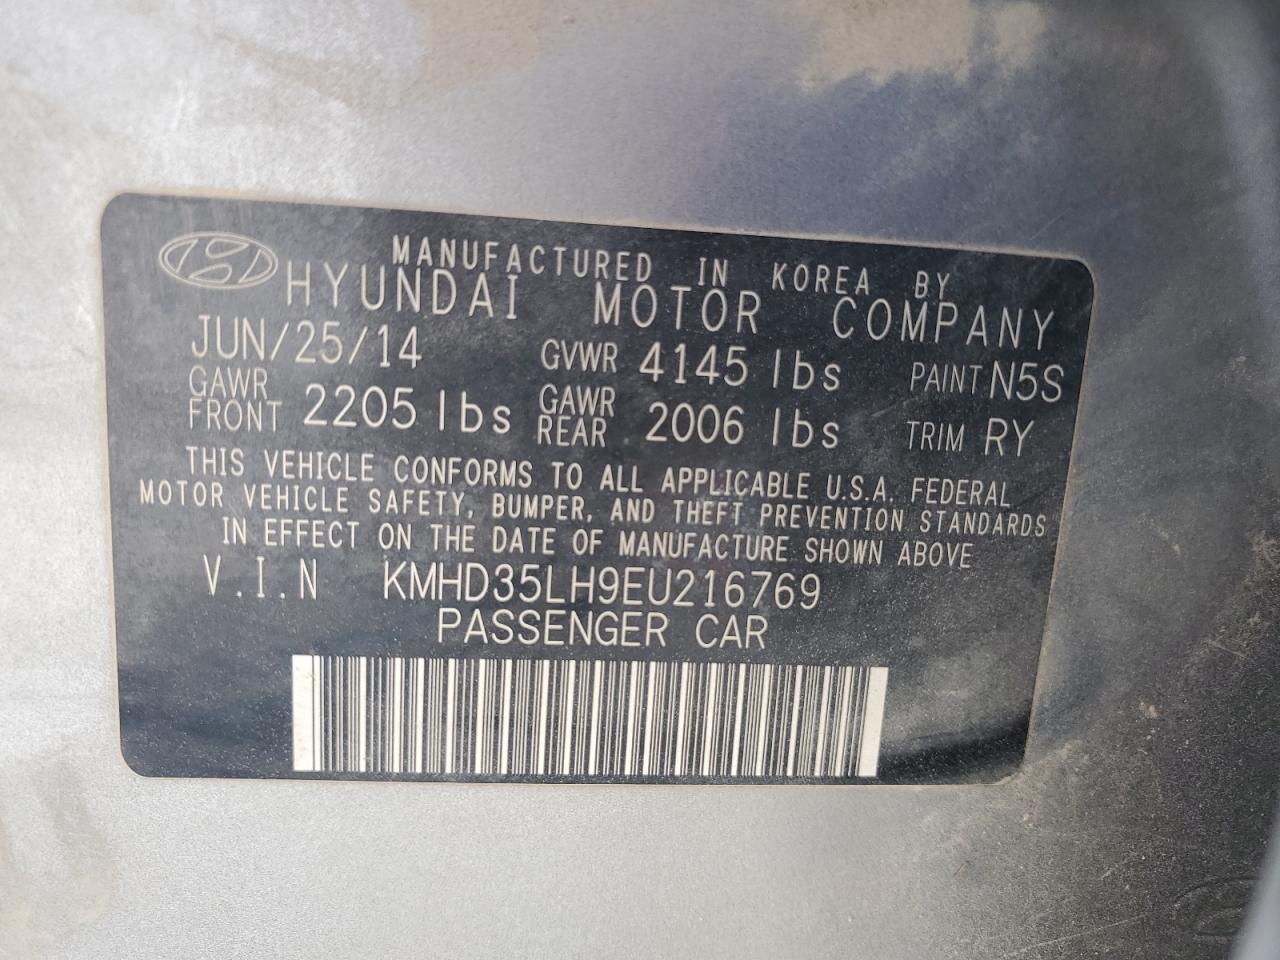 MANUFACTURED IN KOREA BY
HYUNDAI MOTOR COMPANY
JUN/25/14 GVWR 4145 lbs PAINT N5S
GAWR FRONT 2205 lbs GAWR REAR 2006 lbs TRIM RY
THIS VEHICLE CONFORMS TO ALL APPLICABLE U.S.A. FEDERAL
MOTOR VEHICLE SAFETY, BUMPER, AND THEFT PREVENTION STANDARDS
IN EFFECT ON THE DATE OF MANUFACTURE SHOWN ABOVE
V.I.N KMHD35LH9EU216769
PASSENGER CAR